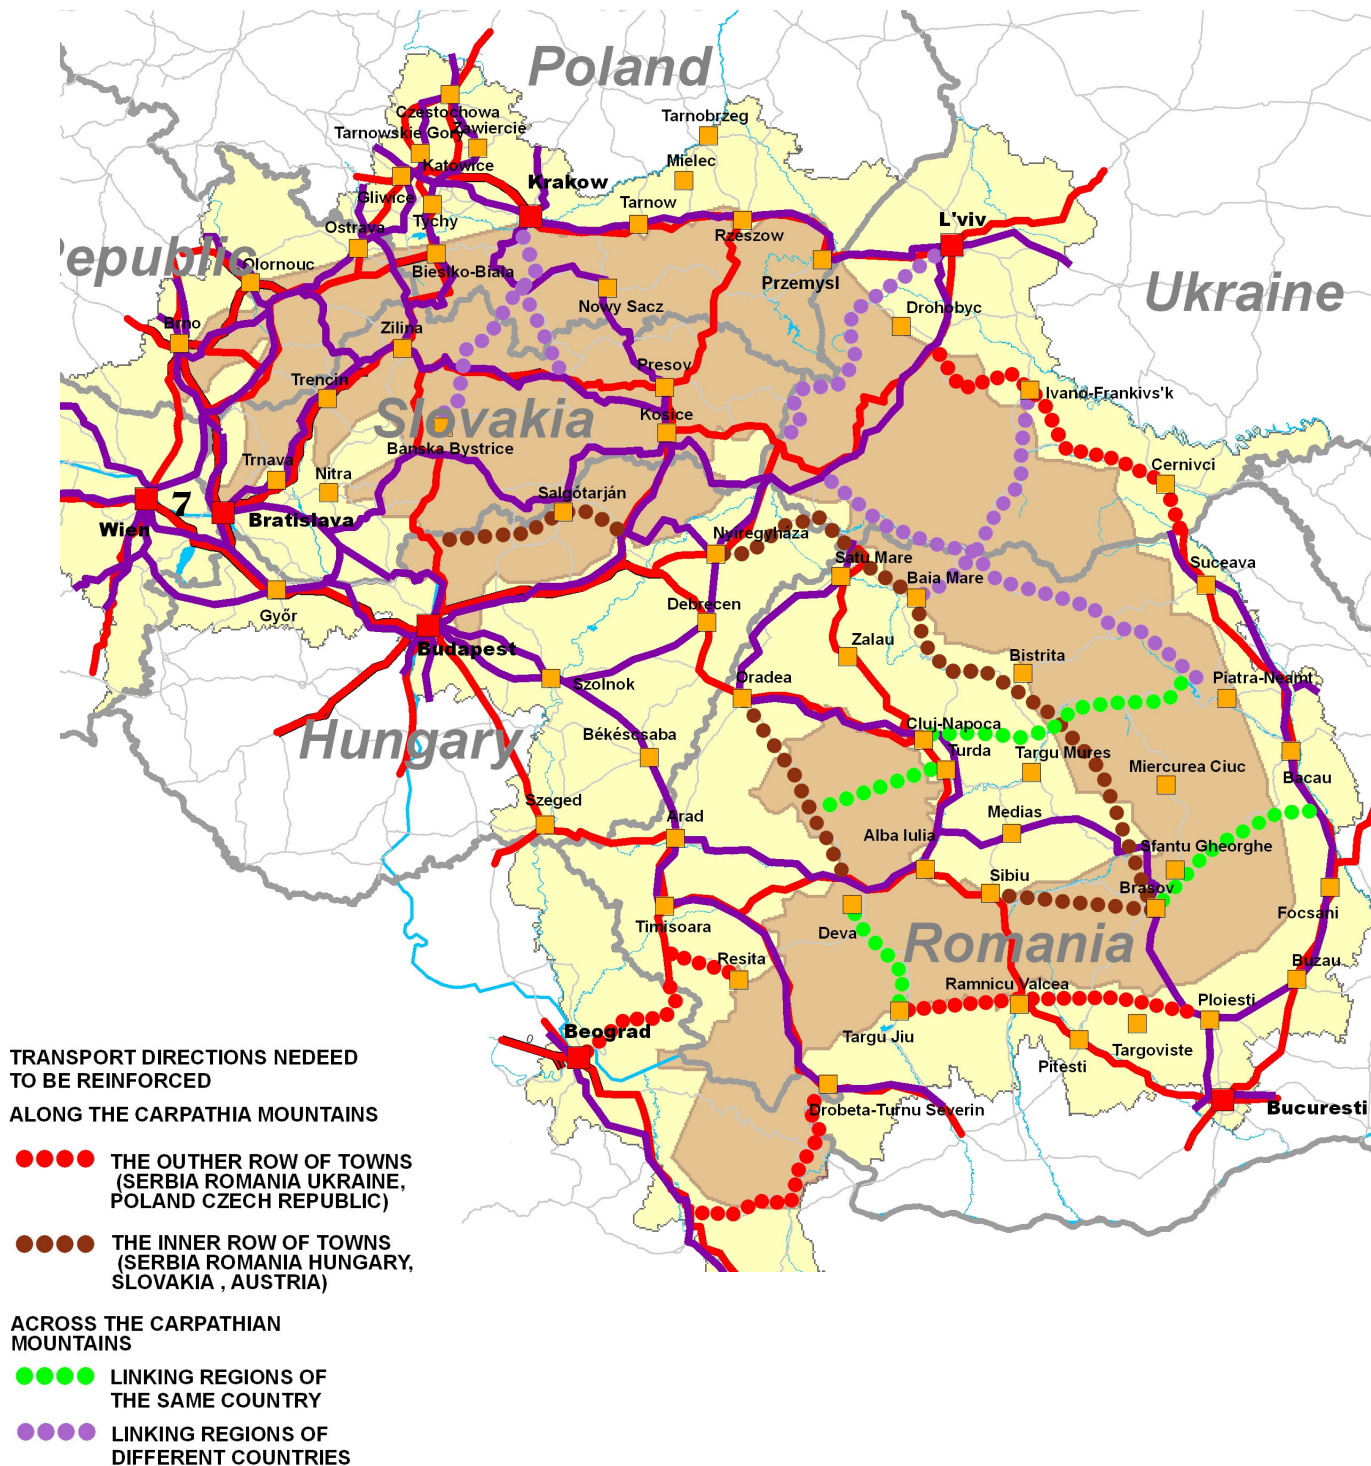 Poland
Tarnobrzeg
Czestochowa
Zawiercie
Tarnowskie Gory
Mielec
Katowice
Krakow
Gliwice
Tarnow
Tychy
L'viv
Ostrava
Rzeszow
epublic
Olornouc
Bieslko-Biala
Przemysl
Ukraine
Nowy Sacz
Drohobyc
Brno
Zilina
Presov
Trencin
Ivano-Frankivs'k
Slovakia
Kosice
Banska Bystrice
Trnava
Nitra
Cernivci
7
Salgótarján
Wien
Bratislava
Nyíregyháza
Satu Mare
Suceava
Baia Mare
Győr
Debrecen
Zalau
Budapest
Bistrita
Oradea
Szolnok
Piatra-Neamt
Cluj-Napoca
Hungary
Békéscsaba
Turda
Targu Mures
Miercurea Ciuc
Bacau
Szeged
Arad
Medias
Alba Iulia
Sfantu Gheorghe
Sibiu
Brasov
Focsani
Timisoara
Deva
Romania
Resita
Buzau
Ramnicu Valcea
Ploiesti
Beograd
0
Targu Jiu
Targoviste
Pitesti
Drobeta-Turnu Severin
Bucuresti
TRANSPORT DIRECTIONS NEDEED
TO BE REINFORCED
ALONG THE CARPATHIA MOUNTAINS
THE OUTHER ROW OF TOWNS
(SERBIA ROMANIA UKRAINE,
POLAND CZECH REPUBLIC)
THE INNER ROW OF TOWNS
(SERBIA ROMANIA HUNGARY,
SLOVAKIA , AUSTRIA)
ACROSS THE CARPATHIAN
MOUNTAINS
LINKING REGIONS OF
THE SAME COUNTRY
LINKING REGIONS OF
DIFFERENT COUNTRIES